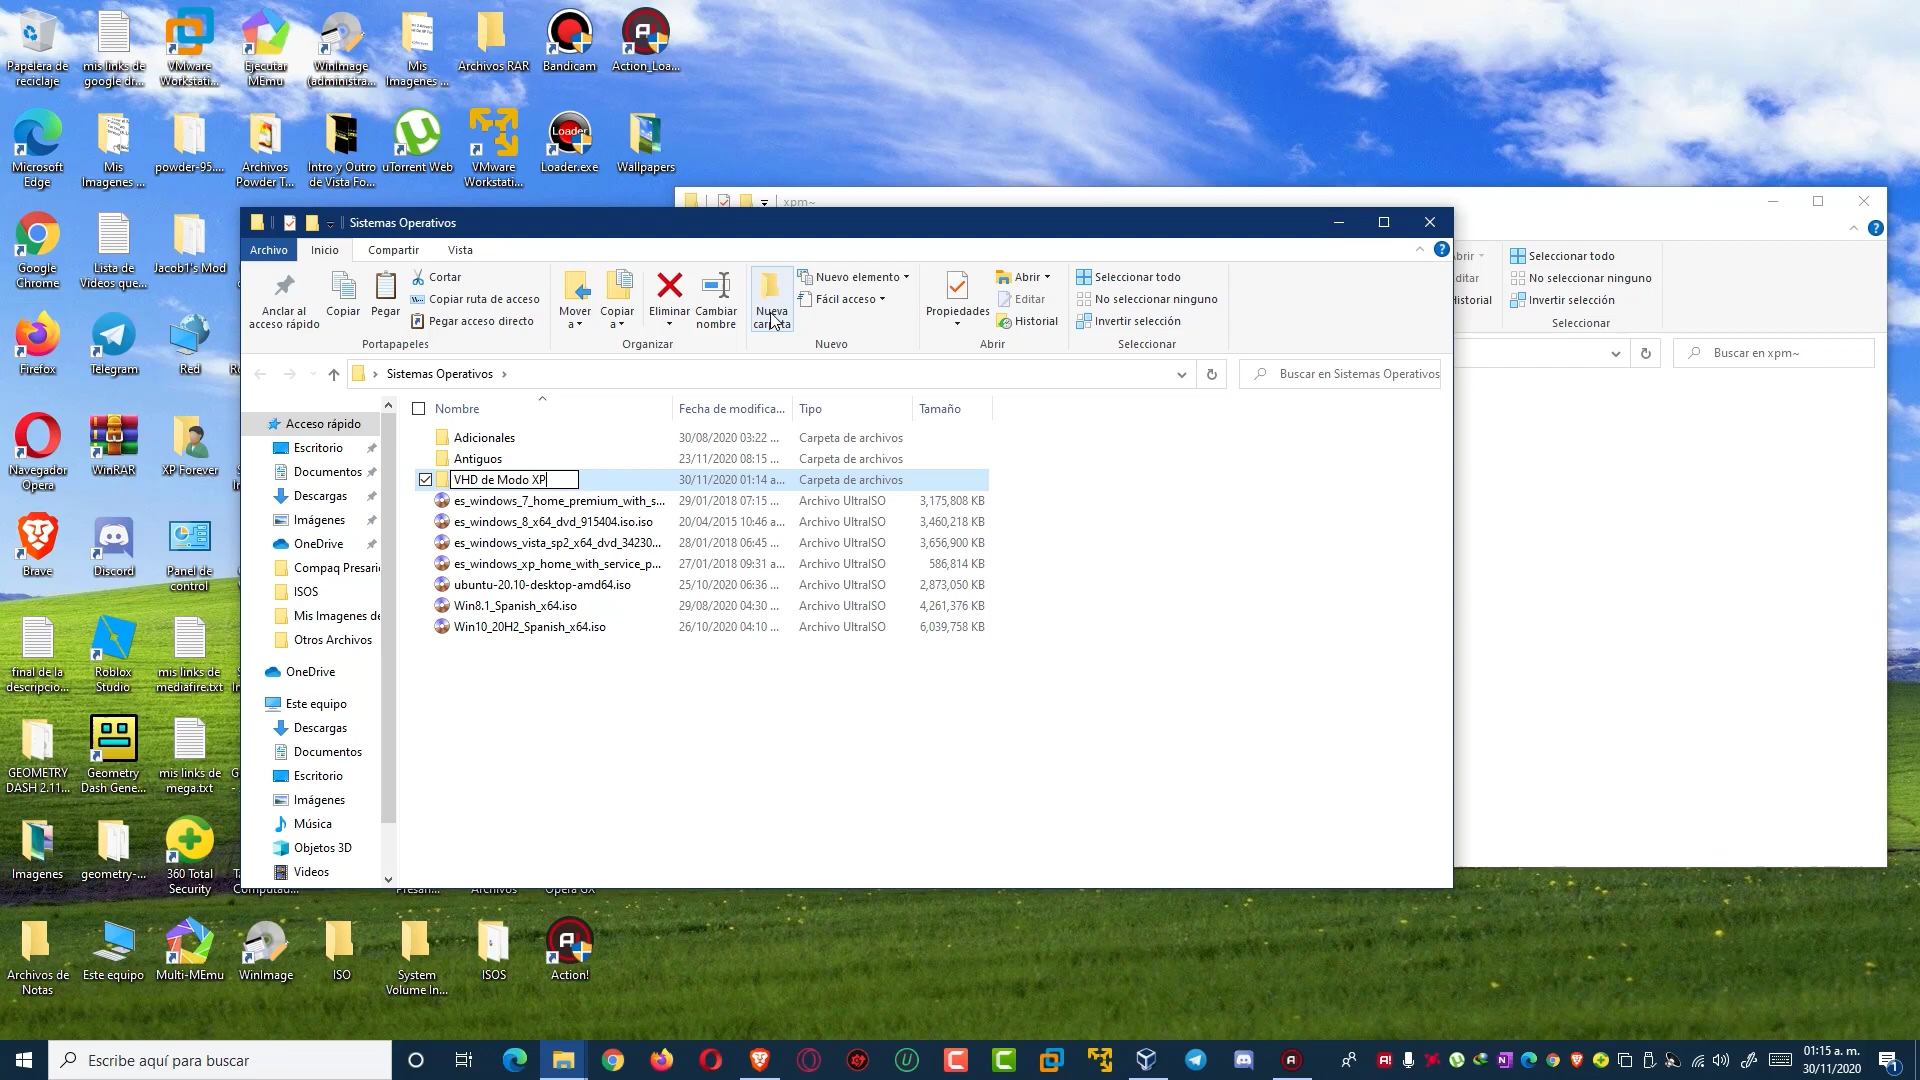 Papelera de
reciclaje
mis links de
google dr...
VMware
Workstati...
Ejecutar
MEmu
WinImage
(administra...
Mis
Imagenes ...
Archivos RAR
Bandicam
Action_Loa...
Microsoft
Edge
Mis
Imagenes ...
powder-95....
Archivos
Powder T...
Intro y Outro
de Vista Fo...
uTorrent Web
VMware
Workstati...
Loader
Loader.exe
Wallpapers
Google
Chrome
Lista de
Videos que...
Jacob1's Mod
Firefox
Telegram
Red
Navegador
Opera
WinRAR
XP Forever
Brave
Discord
Panel de
control
final de la
descripcio...
Roblox
Studio
mis links de
mediafire.txt
GEOMETRY
DASH 2.11...
Geometry
Dash Gene...
mis links de
mega.txt
Imagenes
geometry-...
360 Total
Security
Archivos de
Notas
Este equipo
Multi-MEmu
WinImage
ISO
System
Volume In...
ISOS
Action!
xpm~
Seleccionar todo
No seleccionar ninguno
Invertir selección
Seleccionar
Buscar en xpm~
Sistemas Operativos
Archivo
Inicio
Compartir
Vista
Anclar al
acceso rápido
Copiar
Pegar
Cortar
Copiar ruta de acceso
Pegar acceso directo
Portapapeles
Mover
a
Copiar
a
Eliminar
Cambiar
nombre
Organizar
Nueva
carpeta
Nuevo elemento
Fácil acceso
Nuevo
Propiedades
Abrir
Editar
Historial
Abrir
Seleccionar todo
No seleccionar ninguno
Invertir selección
Seleccionar
Sistemas Operativos
Buscar en Sistemas Operativos
Acceso rápido
Escritorio
Documentos
Descargas
Imágenes
OneDrive
Compaq Presari
ISOS
Mis Imagenes de
Otros Archivos
OneDrive
Este equipo
Descargas
Documentos
Escritorio
Imágenes
Música
Objetos 3D
Videos
Nombre Fecha de modifica... Tipo Tamaño
Adicionales 30/08/2020 03:22 ... Carpeta de archivos
Antiguos 23/11/2020 08:15 ... Carpeta de archivos
VHD de Modo XP 30/11/2020 01:14 a... Carpeta de archivos
es_windows_7_home_premium_with_s... 29/01/2018 07:15 ... Archivo UltraISO 3,175,808 KB
es_windows_8_x64_dvd_915404.iso.iso 20/04/2015 10:46 a... Archivo UltraISO 3,460,218 KB
es_windows_vista_sp2_x64_dvd_34230... 28/01/2018 06:45 ... Archivo UltraISO 3,656,900 KB
es_windows_xp_home_with_service_p... 27/01/2018 09:31 a... Archivo UltraISO 586,814 KB
ubuntu-20.10-desktop-amd64.iso 25/10/2020 06:36 ... Archivo UltraISO 2,873,050 KB
Win8.1_Spanish_x64.iso 29/08/2020 04:30 ... Archivo UltraISO 4,261,376 KB
Win10_20H2_Spanish_x64.iso 26/10/2020 04:10 ... Archivo UltraISO 6,039,758 KB
Escribe aquí para buscar
01:15 a. m.
30/11/2020